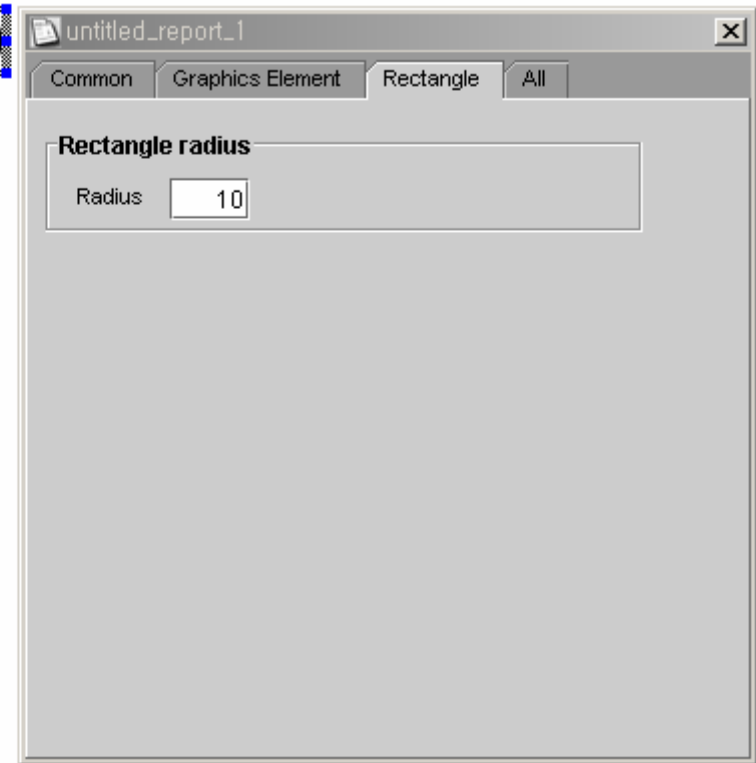 untitled_report_1
Common Graphics Element Rectangle All
Rectangle radius
Radius 10